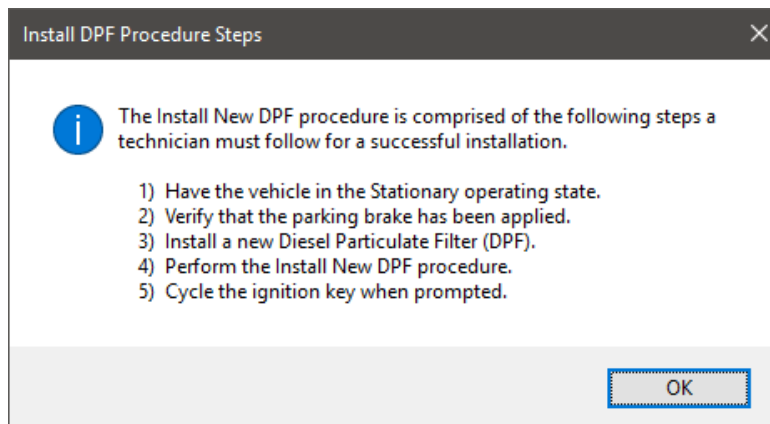 Install DPF Procedure Steps
The Install New DPF procedure is comprised of the following steps a
technician must follow for a successful installation.
1) Have the vehicle in the Stationary operating state.
2) Verify that the parking brake has been applied.
3) Install a new Diesel Particulate Filter (DPF).
4) Perform the Install New DPF procedure.
5) Cycle the ignition key when prompted.
OK